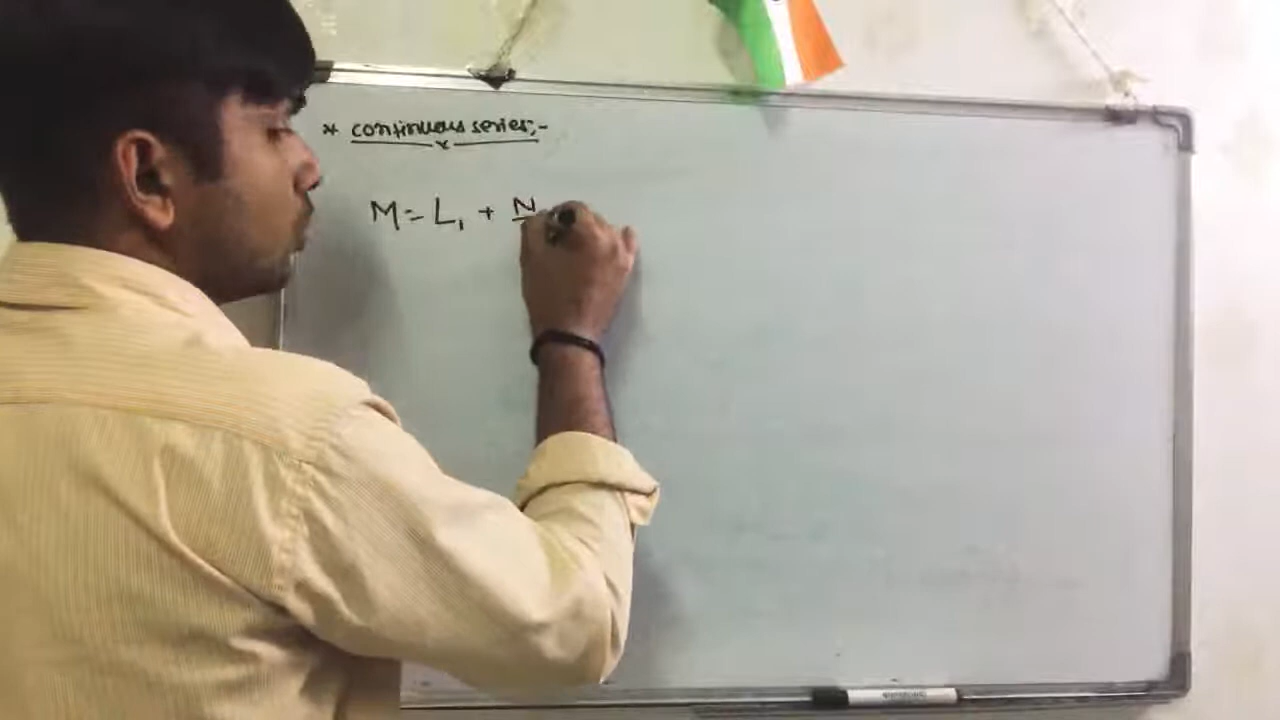 * continuous series:-
M = L₁ + N